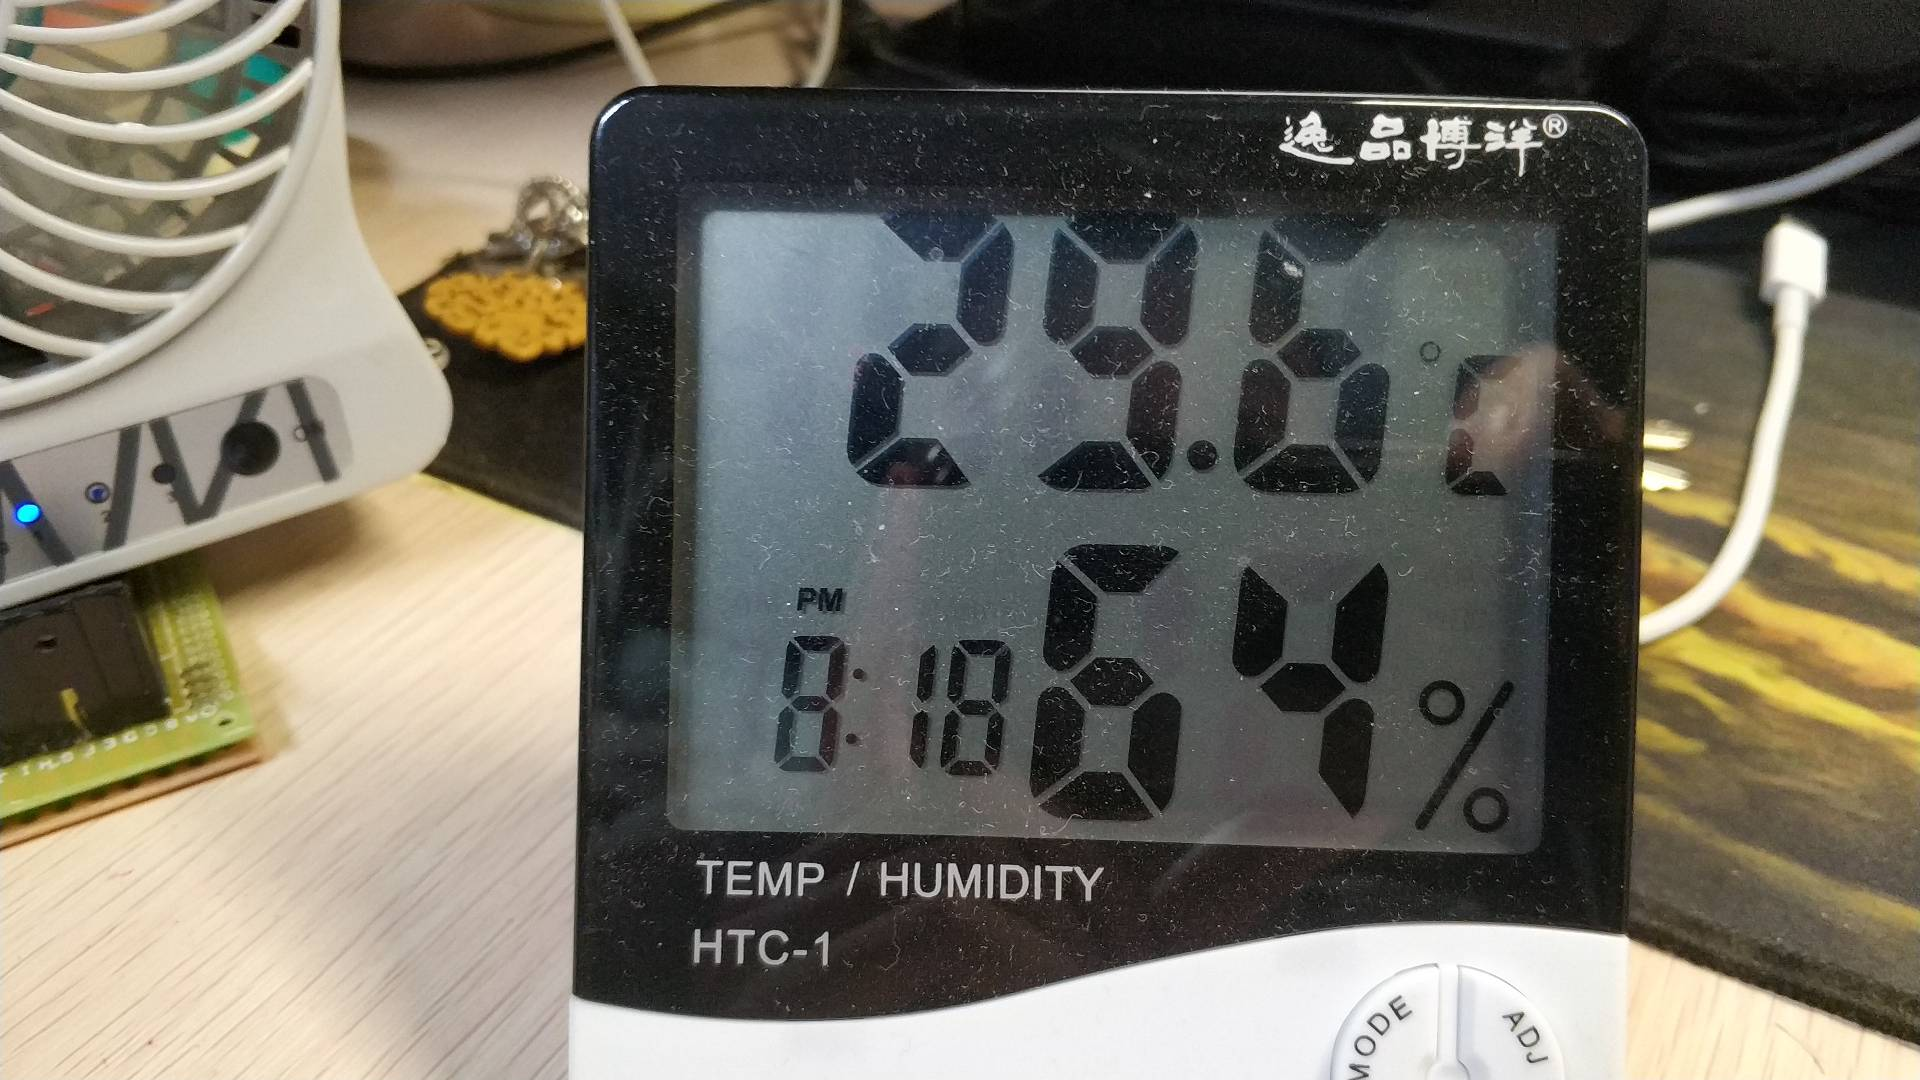 逸品博洋®
29.6 °C
PM
8:18 64 %
TEMP / HUMIDITY
HTC-1
MODE ADJ